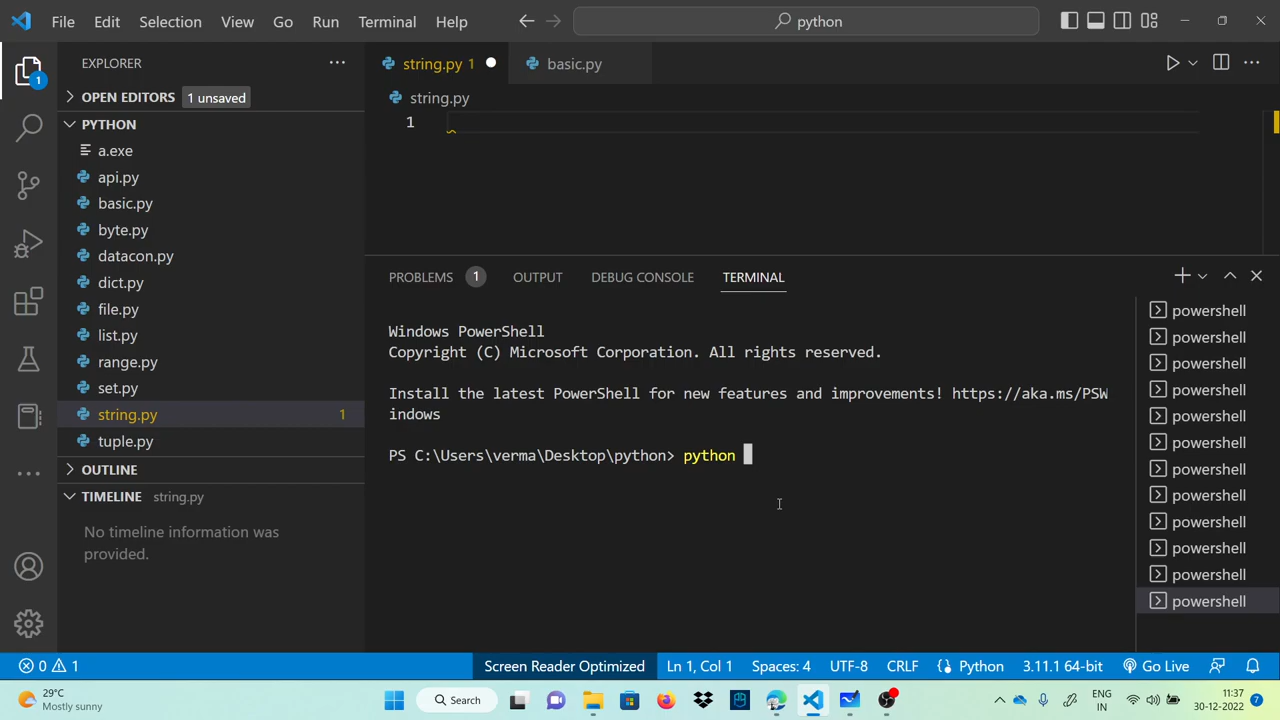 File Edit Selection View Go Run Terminal Help
python
EXPLORER
OPEN EDITORS 1 unsaved
PYTHON
a.exe
api.py
basic.py
byte.py
datacon.py
dict.py
file.py
list.py
range.py
set.py
string.py 1
tuple.py
OUTLINE
TIMELINE string.py
No timeline information was
provided.
1
string.py 1
basic.py
string.py
1
PROBLEMS 1 OUTPUT DEBUG CONSOLE TERMINAL
Windows PowerShell
Copyright (C) Microsoft Corporation. All rights reserved.
Install the latest PowerShell for new features and improvements! https://aka.ms/PSW
indows
PS C:\Users\verma\Desktop\python> python
powershell
powershell
powershell
powershell
powershell
powershell
powershell
powershell
powershell
powershell
powershell
powershell
0 1
Screen Reader Optimized Ln 1, Col 1 Spaces: 4 UTF-8 CRLF Python 3.11.1 64-bit Go Live
29°C
Mostly sunny
Search
ENG
IN
11:37
30-12-2022
7